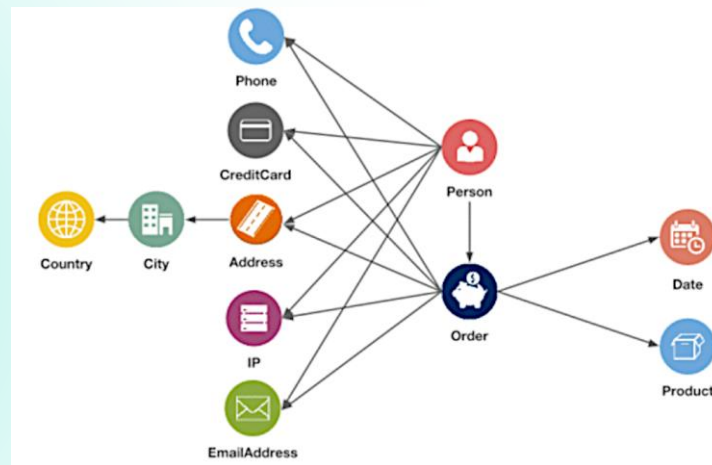 Phone
CreditCard
Person
Country
City
Address
Date
Order
IP
Product
EmailAddress